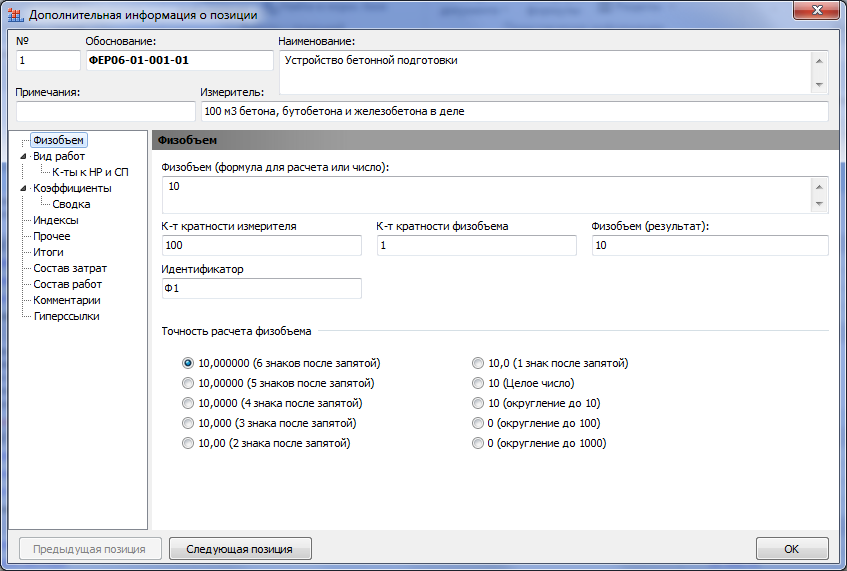 Дополнительная информация о позиции
№ Обоснование: Наименование:
1 ФЕР06-01-001-01 Устройство бетонной подготовки
Примечания: Измеритель:
100 м3 бетона, бутобетона и железобетона в деле
Физобъем
Вид работ
К-ты к НР и СП
Коэффициенты
Сводка
Индексы
Прочее
Итоги
Состав затрат
Состав работ
Комментарии
Гиперссылки
Физобъем
Физобъем (формула для расчета или число):
10
К-т кратности измерителя К-т кратности физобъема Физобъем (результат):
100 1 10
Идентификатор
Ф1
Точность расчета физобъема
10,000000 (6 знаков после запятой) 10,0 (1 знак после запятой)
10,00000 (5 знаков после запятой) 10 (Целое число)
10,0000 (4 знака после запятой) 10 (округление до 10)
10,000 (3 знака после запятой) 0 (округление до 100)
10,00 (2 знака после запятой) 0 (округление до 1000)
Предыдущая позиция Следующая позиция ОК